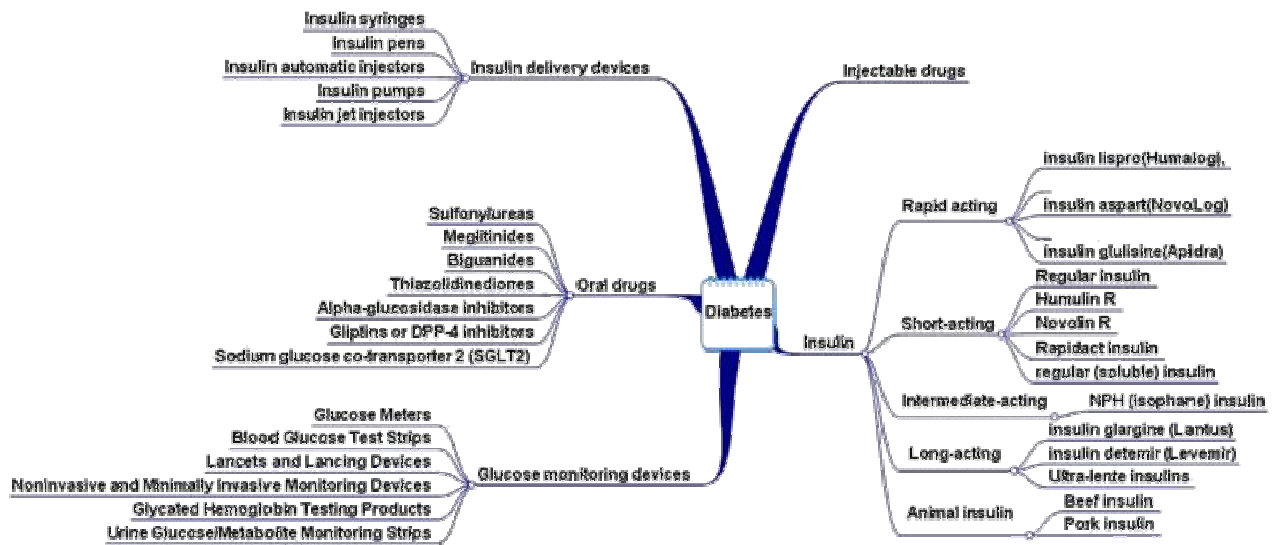 Insulin syringes
Insulin pens
Insulin automatic injectors
Insulin pumps
Insulin jet injectors
Insulin delivery devices
Injectable drugs
Sulfonylureas
Meglitinides
Biguanides
Thiazolidinediones
Alpha-glucosidase inhibitors
Gliptins or DPP-4 inhibitors
Sodium glucose co-transporter 2 (SGLT2)
Oral drugs
Diabetes
Glucose Meters
Blood Glucose Test Strips
Lancets and Lancing Devices
Noninvasive and Minimally Invasive Monitoring Devices
Glycated Hemoglobin Testing Products
Urine Glucose/Metabolite Monitoring Strips
Glucose monitoring devices
Insulin
Rapid acting
insulin lispro(Humalog),
insulin aspart(NovoLog)
insulin glulisine(Apidra)
Short-acting
Regular insulin
Humulin R
Novolin R
Rapidact insulin
regular (soluble) insulin
Intermediate-acting
NPH (isophane) insulin
Long-acting
insulin glargine (Lantus)
insulin detemir (Levemir)
Ultra-lente insulins
Animal insulin
Beef insulin
Pork insulin